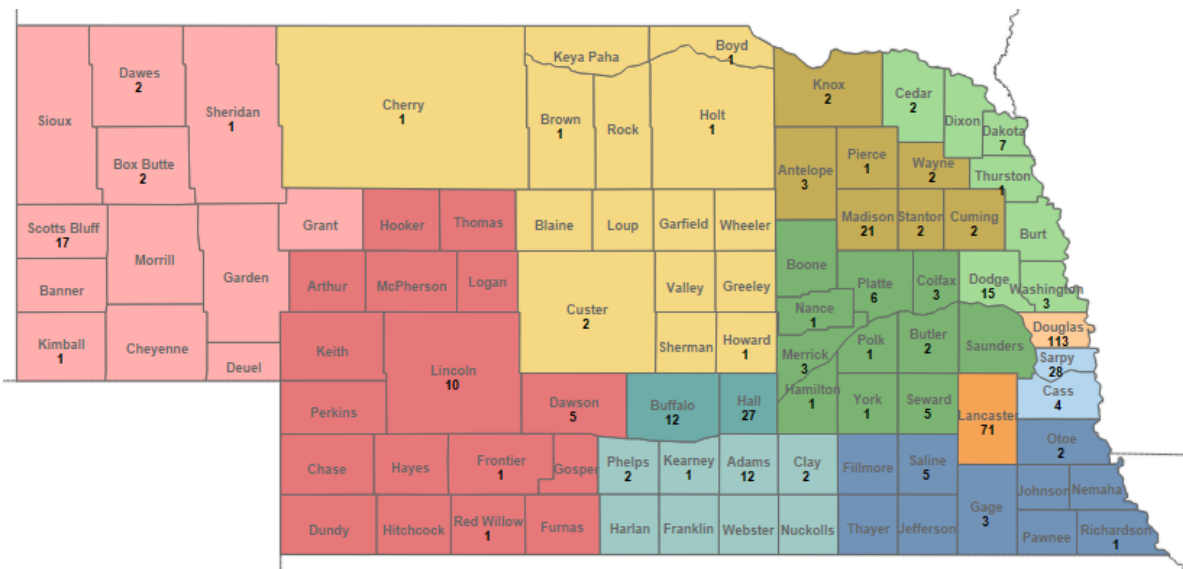 Sioux
Dawes
2
Sheridan
1
Box Butte
2
Scotts Bluff
17
Morrill
Garden
Banner
Kimball
1
Cheyenne
Deuel
Grant
Cherry
1
Keya Paha
Boyd
1
Brown
1
Rock
Holt
1
Blaine
Loup
Garfield
Wheeler
Custer
2
Valley
Greeley
Sherman
Howard
1
Hooker
Thomas
Arthur
McPherson
Logan
Keith
Lincoln
10
Perkins
Dawson
5
Chase
Hayes
Frontier
1
Gosper
Dundy
Hitchcock
Red Willow
1
Furnas
Buffalo
12
Hall
27
Phelps
2
Kearney
1
Adams
12
Clay
2
Harlan
Franklin
Webster
Nuckolls
Knox
2
Antelope
3
Pierce
1
Wayne
2
Madison
21
Stanton
2
Cuming
2
Cedar
2
Dixon
Dakota
7
Thurston
1
Burt
Dodge
15
Washington
3
Boone
Platte
6
Colfax
3
Nance
1
Merrick
3
Polk
1
Butler
2
Saunders
Hamilton
1
York
1
Seward
5
Douglas
113
Sarpy
28
Cass
4
Lancaster
71
Otoe
2
Fillmore
Saline
5
Gage
3
Johnson
Nemaha
Thayer
Jefferson
Pawnee
Richardson
1